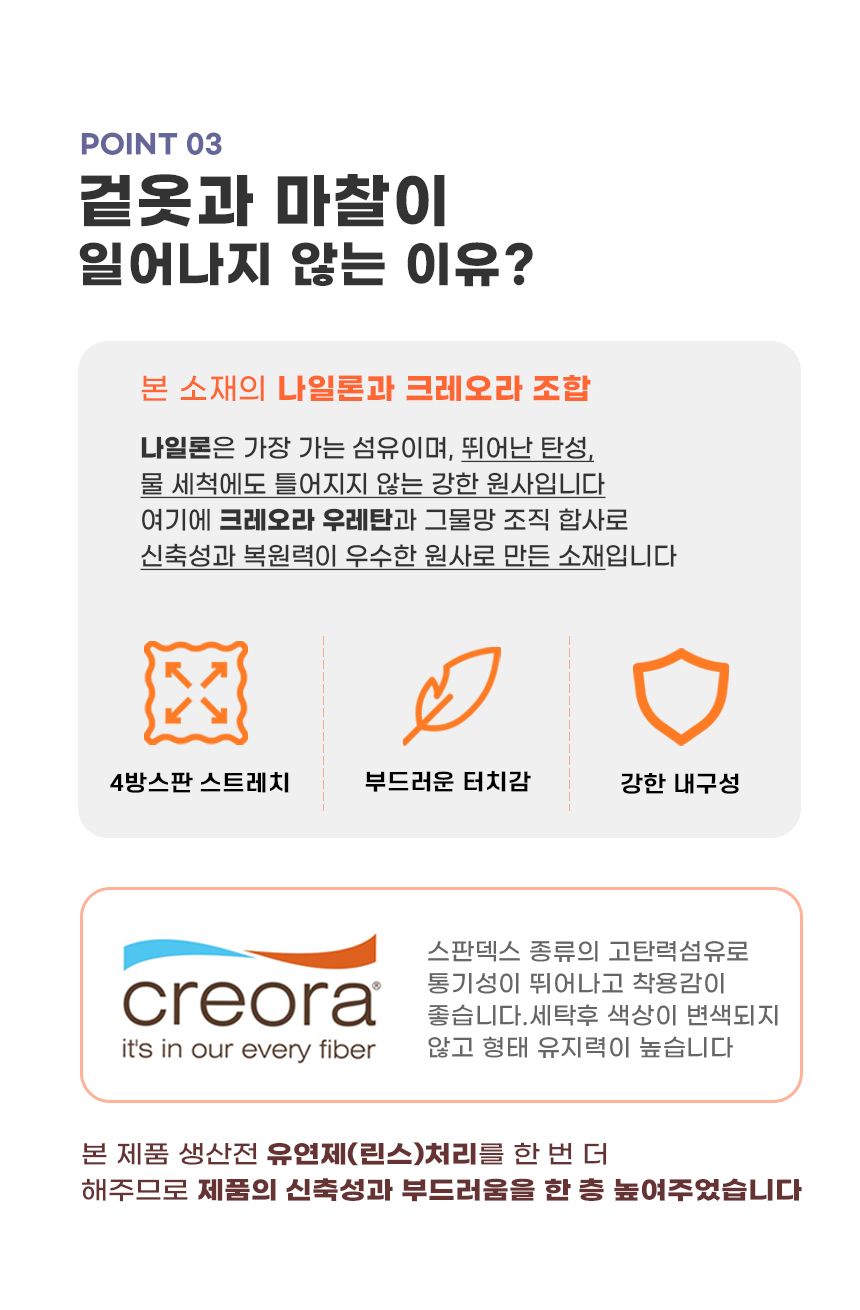 POINT 03
겉옷과 마찰이
일어나지 않는 이유?
본 소재의 나일론과 크레오라 조합
나일론은 가장 가는 섬유이며, 뛰어난 탄성,
물 세척에도 틀어지지 않는 강한 원사입니다
여기에 크레오라 우레탄과 그물망 조직 합사로
신축성과 복원력이 우수한 원사로 만든 소재입니다
4방스판 스트레치
부드러운 터치감
강한 내구성
creora®
it's in our every fiber
스판덱스 종류의 고탄력섬유로
통기성이 뛰어나고 착용감이
좋습니다.세탁후 색상이 변색되지
않고 형태 유지력이 높습니다
본 제품 생산전 유연제(린스)처리를 한 번 더
해주므로 제품의 신축성과 부드러움을 한 층 높여주었습니다